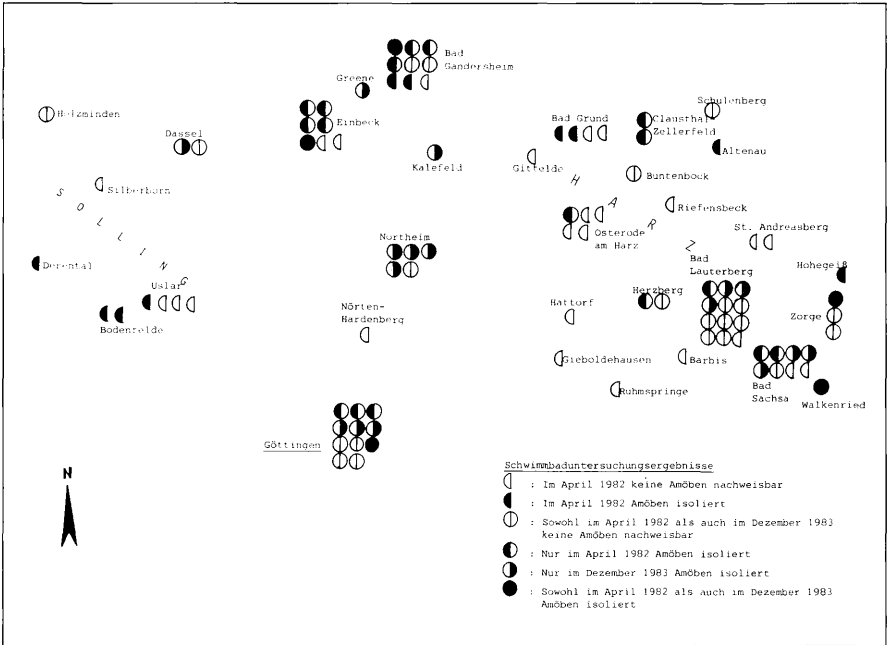 Bad
Gandersheim
Greene
Holzminden
Dassel
Einbeck
Kalefeld
Bad Grund
Gittelde
Schulenberg
Clausthal
Zellerfeld
Altenau
Buntenbock
Silberborn
SOLLING
HARZ
Riefensbeck
Osterode
am Harz
St. Andreasberg
Northeim
Derental
Uslar
Bodenfelde
Nörten-
Hardenberg
Hattorf
Herzberg
Bad
Lauterberg
Hohegeiß
Zorge
Gieboldehausen
Barbis
Ruhmspringe
Bad
Sachsa
Walkenried
Göttingen
N
Schwimmbaduntersuchungsergebnisse
: Im April 1982 keine Amöben nachweisbar
: Im April 1982 Amöben isoliert
: Sowohl im April 1982 als auch im Dezember 1983
keine Amöben nachweisbar
: Nur im April 1982 Amöben isoliert
: Nur im Dezember 1983 Amöben isoliert
: Sowohl im April 1982 als auch im Dezember 1983
Amöben isoliert